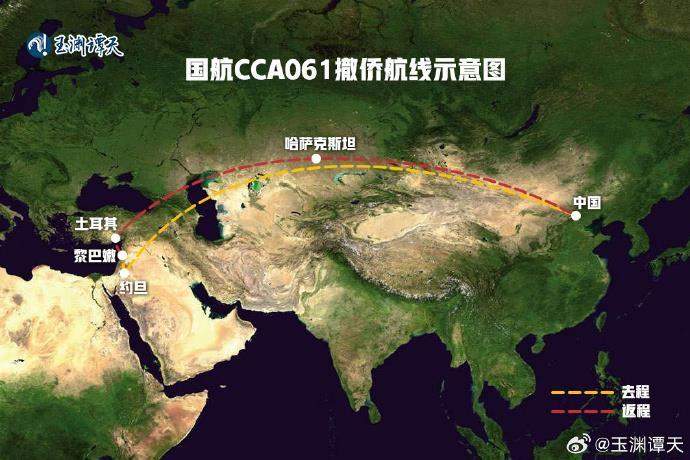 玉渊谭天
国航CCA061撤侨航线示意图
哈萨克斯坦
中国
土耳其
黎巴嫩
约旦
去程
返程
@玉渊谭天